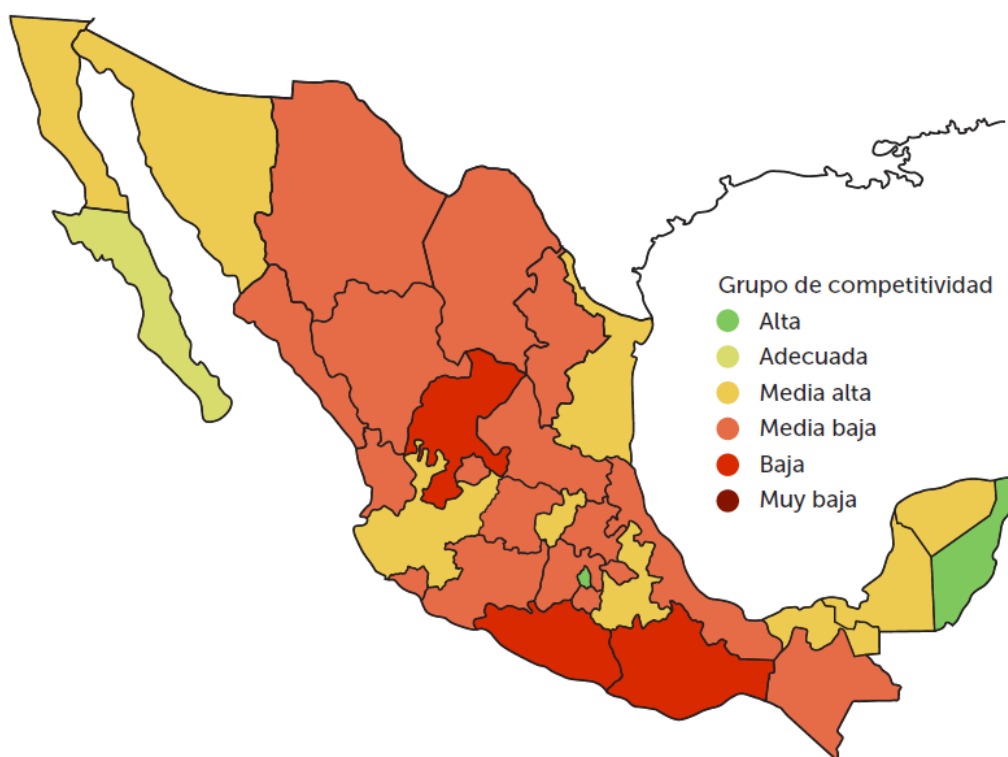 Grupo de competitividad
Alta
Adecuada
Media alta
Media baja
Baja
Muy baja